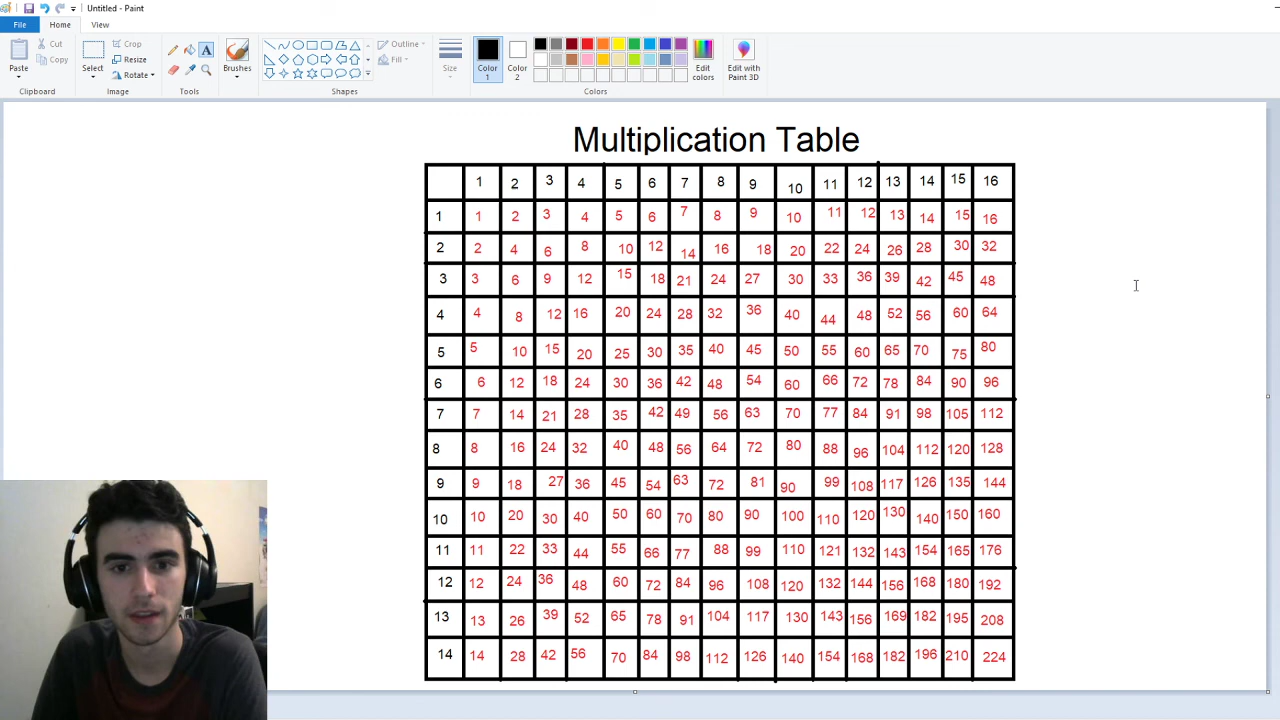 Untitled - Paint
File Home View
Paste Cut Copy Clipboard
Select Crop Resize Rotate Image
Tools
Brushes
Outline Fill Shapes
Size
Color 1 Color 2 Edit colors Colors
Edit with Paint 3D
Multiplication Table
1 2 3 4 5 6 7 8 9 10 11 12 13 14 15 16
1 1 2 3 4 5 6 7 8 9 10 11 12 13 14 15 16
2 2 4 6 8 10 12 14 16 18 20 22 24 26 28 30 32
3 3 6 9 12 15 18 21 24 27 30 33 36 39 42 45 48
4 4 8 12 16 20 24 28 32 36 40 44 48 52 56 60 64
5 5 10 15 20 25 30 35 40 45 50 55 60 65 70 75 80
6 6 12 18 24 30 36 42 48 54 60 66 72 78 84 90 96
7 7 14 21 28 35 42 49 56 63 70 77 84 91 98 105 112
8 8 16 24 32 40 48 56 64 72 80 88 96 104 112 120 128
9 9 18 27 36 45 54 63 72 81 90 99 108 117 126 135 144
10 10 20 30 40 50 60 70 80 90 100 110 120 130 140 150 160
11 11 22 33 44 55 66 77 88 99 110 121 132 143 154 165 176
12 12 24 36 48 60 72 84 96 108 120 132 144 156 168 180 192
13 13 26 39 52 65 78 91 104 117 130 143 156 169 182 195 208
14 14 28 42 56 70 84 98 112 126 140 154 168 182 196 210 224